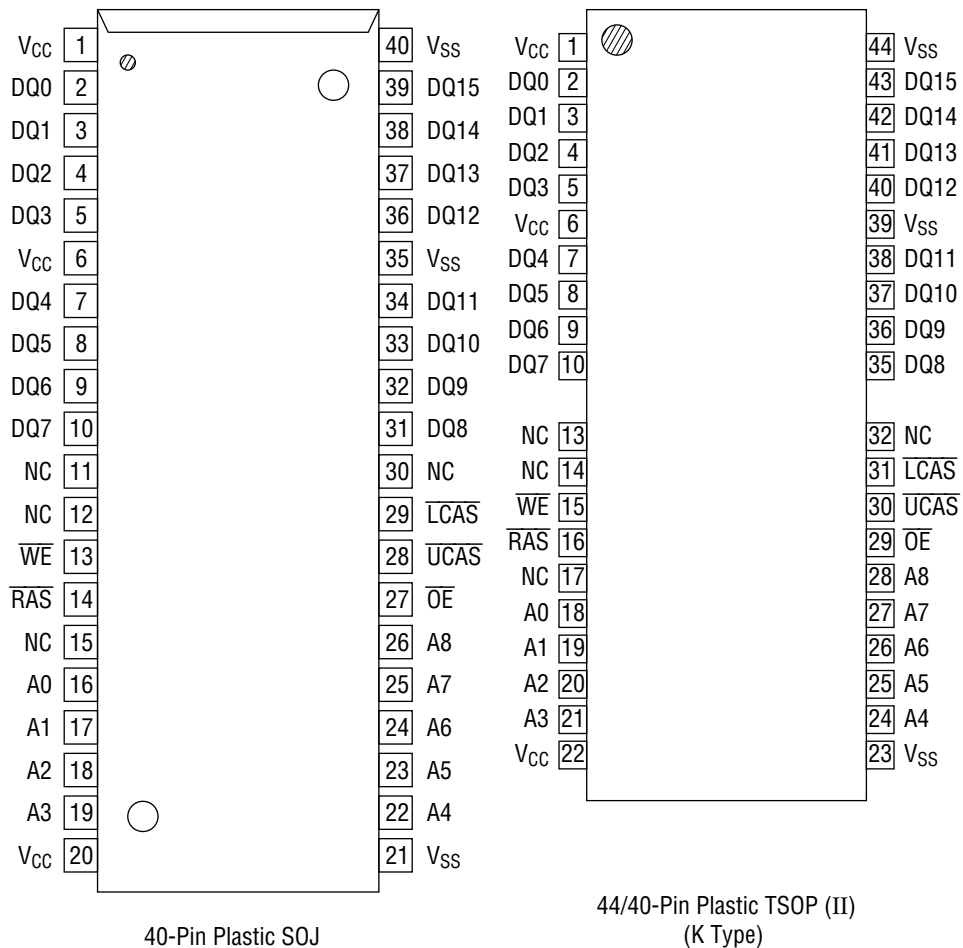 VCC 1
DQ0 2
DQ1 3
DQ2 4
DQ3 5
VCC 6
DQ4 7
DQ5 8
DQ6 9
DQ7 10
NC 11
NC 12
WE 13
RAS 14
NC 15
A0 16
A1 17
A2 18
A3 19
VCC 20
40 VSS
39 DQ15
38 DQ14
37 DQ13
36 DQ12
35 VSS
34 DQ11
33 DQ10
32 DQ9
31 DQ8
30 NC
29 LCAS
28 UCAS
27 OE
26 A8
25 A7
24 A6
23 A5
22 A4
21 VSS
40-Pin Plastic SOJ
VCC 1
DQ0 2
DQ1 3
DQ2 4
DQ3 5
VCC 6
DQ4 7
DQ5 8
DQ6 9
DQ7 10
NC 13
NC 14
WE 15
RAS 16
NC 17
A0 18
A1 19
A2 20
A3 21
VCC 22
44 VSS
43 DQ15
42 DQ14
41 DQ13
40 DQ12
39 VSS
38 DQ11
37 DQ10
36 DQ9
35 DQ8
32 NC
31 LCAS
30 UCAS
29 OE
28 A8
27 A7
26 A6
25 A5
24 A4
23 VSS
44/40-Pin Plastic TSOP (II)
(K Type)